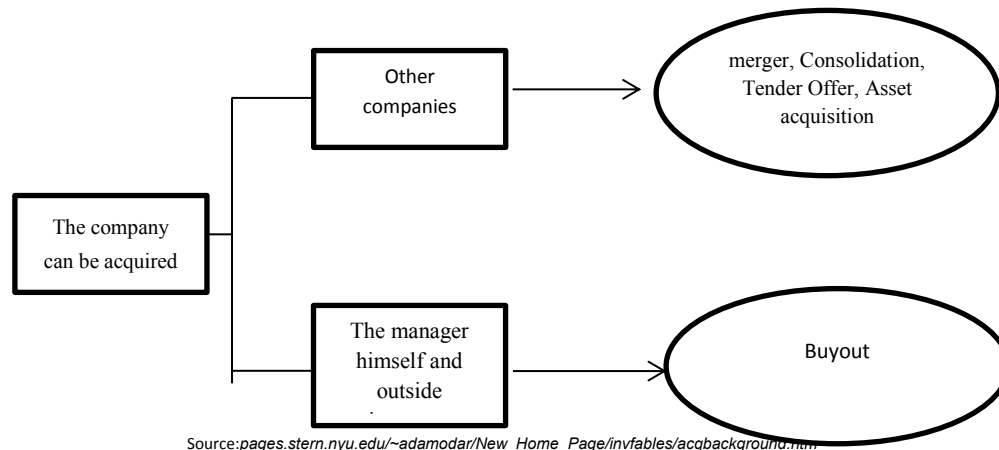 Other
companies
merger, Consolidation,
Tender Offer, Asset
acquisition
The company
can be acquired
The manager
himself and
outside
Buyout
Source:pages.stern.nyu.edu/~adamodar/New_Home_Page/invfables/acqbackground.htm